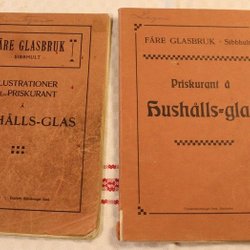 FÅRE GLASBRUK
SIBBHULT
ILLUSTRATIONER
PRISKURANT
Å
HÅLLS-GLAS
FÅRE GLASBRUK · Sibbhult
Priskurant å
Hushålls-glas